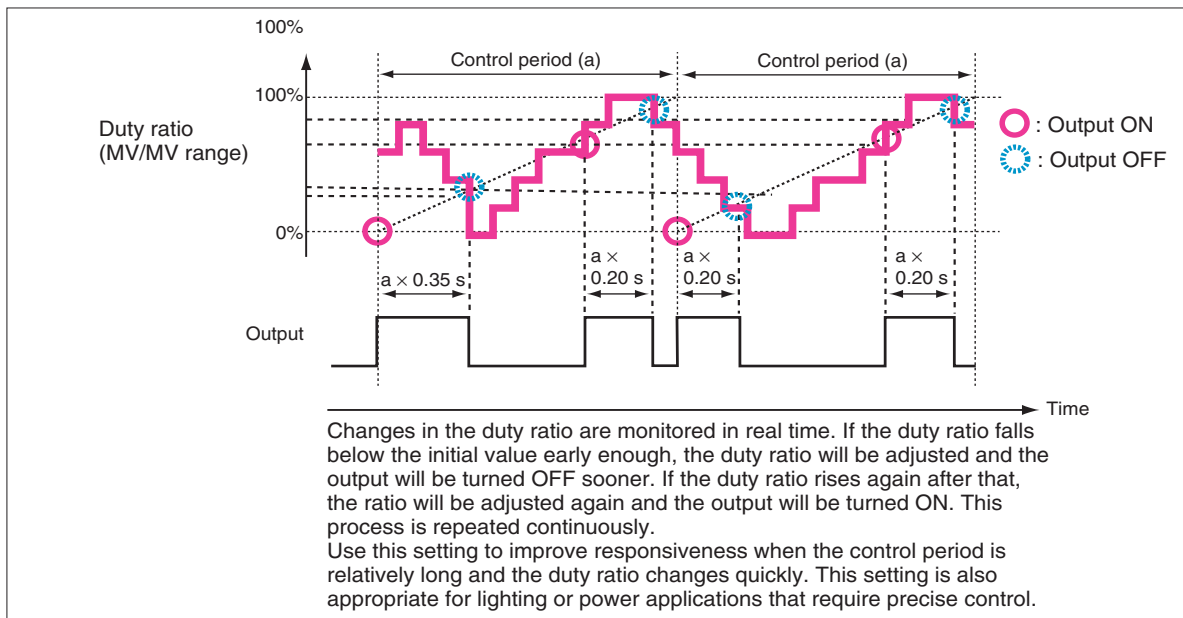 100%
Control period (a)
Control period (a)
100%
Duty ratio
(MV/MV range)
: Output ON
: Output OFF
0%
a × 0.35 s
a ×
0.20 s
a ×
0.20 s
a ×
0.20 s
Output
Time
Changes in the duty ratio are monitored in real time. If the duty ratio falls
below the initial value early enough, the duty ratio will be adjusted and the
output will be turned OFF sooner. If the duty ratio rises again after that,
the ratio will be adjusted again and the output will be turned ON. This
process is repeated continuously.
Use this setting to improve responsiveness when the control period is
relatively long and the duty ratio changes quickly. This setting is also
appropriate for lighting or power applications that require precise control.